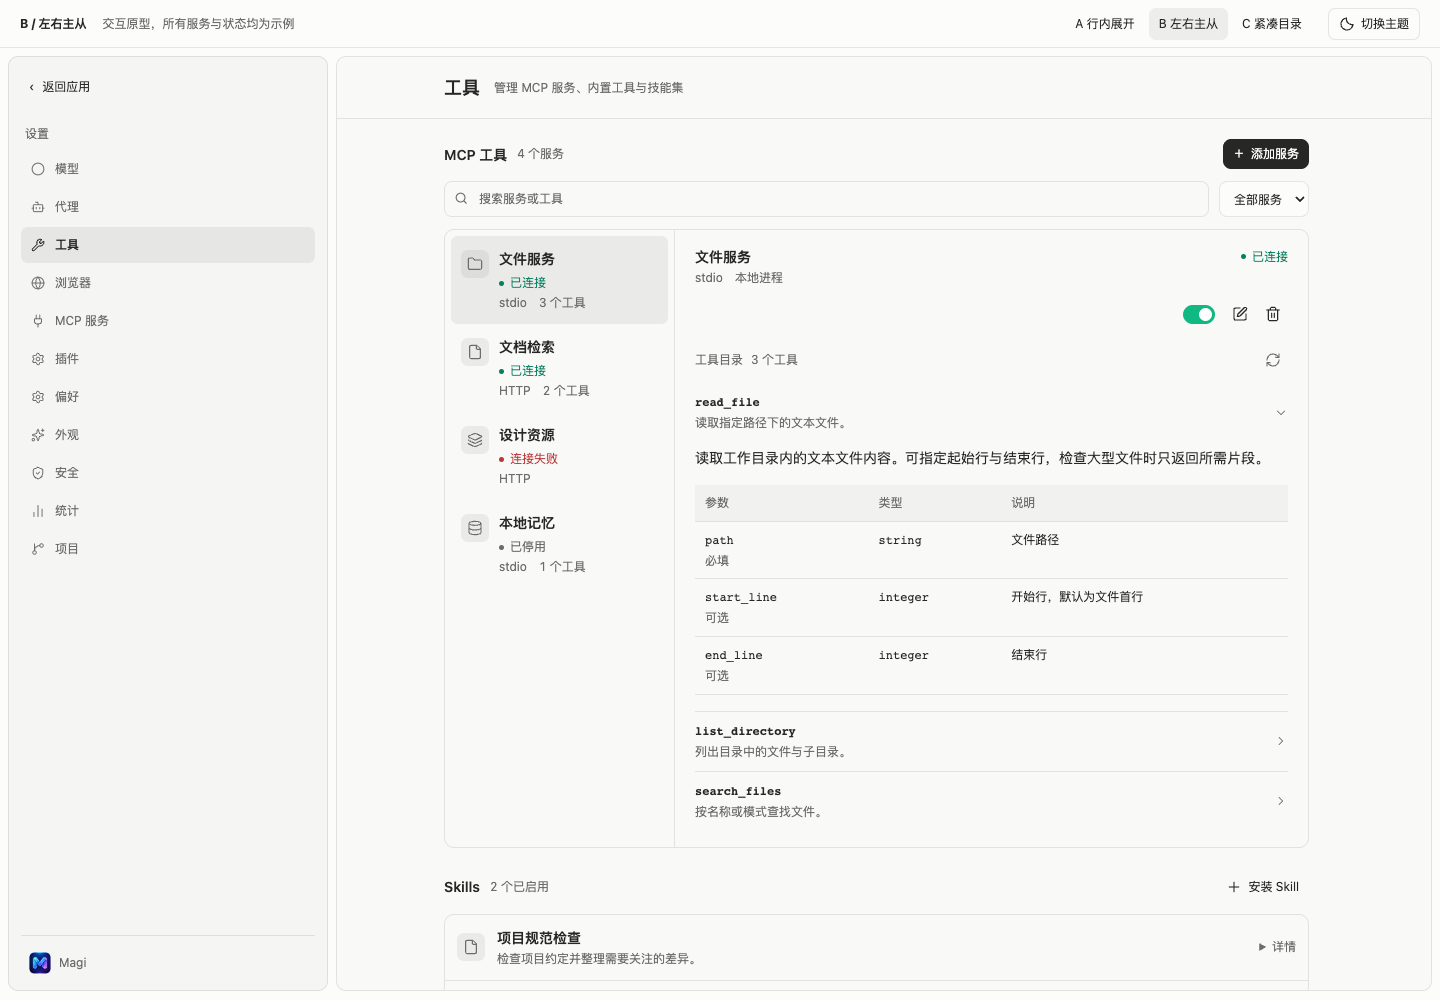 B / 左右主从 交互原型，所有服务与状态均为示例
A 行内展开 B 左右主从 C 紧凑目录 切换主题
返回应用
设置
模型
代理
工具
浏览器
MCP 服务
插件
偏好
外观
安全
统计
项目
Magi
工具 管理 MCP 服务、内置工具与技能集
MCP 工具 4 个服务
+ 添加服务
搜索服务或工具
全部服务
文件服务
已连接
stdio 3 个工具
文档检索
已连接
HTTP 2 个工具
设计资源
连接失败
HTTP
本地记忆
已停用
stdio 1 个工具
文件服务
已连接
stdio 本地进程
工具目录 3 个工具
read_file
读取指定路径下的文本文件。
读取工作目录内的文本文件内容。可指定起始行与结束行，检查大型文件时只返回所需片段。
参数 类型 说明
path string 文件路径
必填
start_line integer 开始行，默认为文件首行
可选
end_line integer 结束行
可选
list_directory
列出目录中的文件与子目录。
search_files
按名称或模式查找文件。
Skills 2 个已启用
+ 安装 Skill
项目规范检查
检查项目约定并整理需要关注的差异。
详情